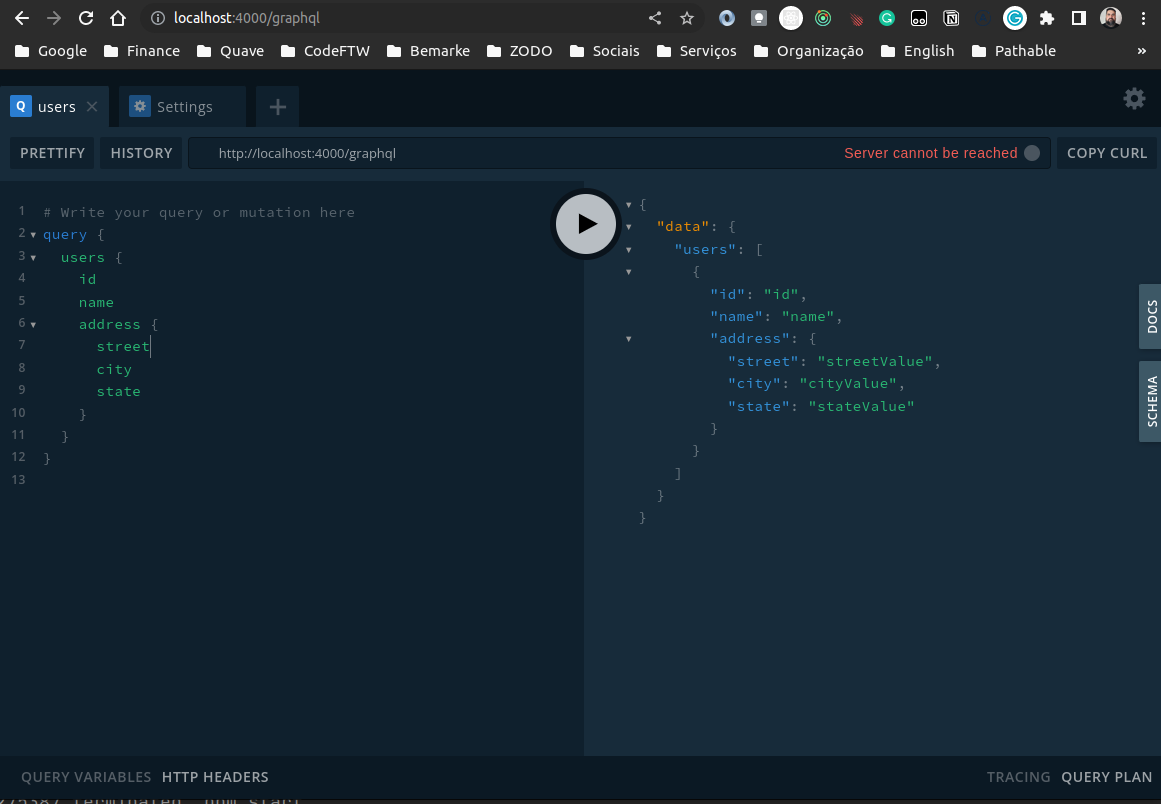 localhost:4000/graphql
Google Finance Quave CodeFTW Bemarke ZODO Sociais Serviços Organização English Pathable »
Q users Settings
PRETTIFY HISTORY http://localhost:4000/graphql Server cannot be reached COPY CURL
1 # Write your query or mutation here
2 query {
3 users {
4 id
5 name
6 address {
7 street
8 city
9 state
10 }
11 }
12 }
13
{
"data": {
"users": [
{
"id": "id",
"name": "name",
"address": {
"street": "streetValue",
"city": "cityValue",
"state": "stateValue"
}
}
]
}
}
DOCS
SCHEMA
QUERY VARIABLES HTTP HEADERS TRACING QUERY PLAN